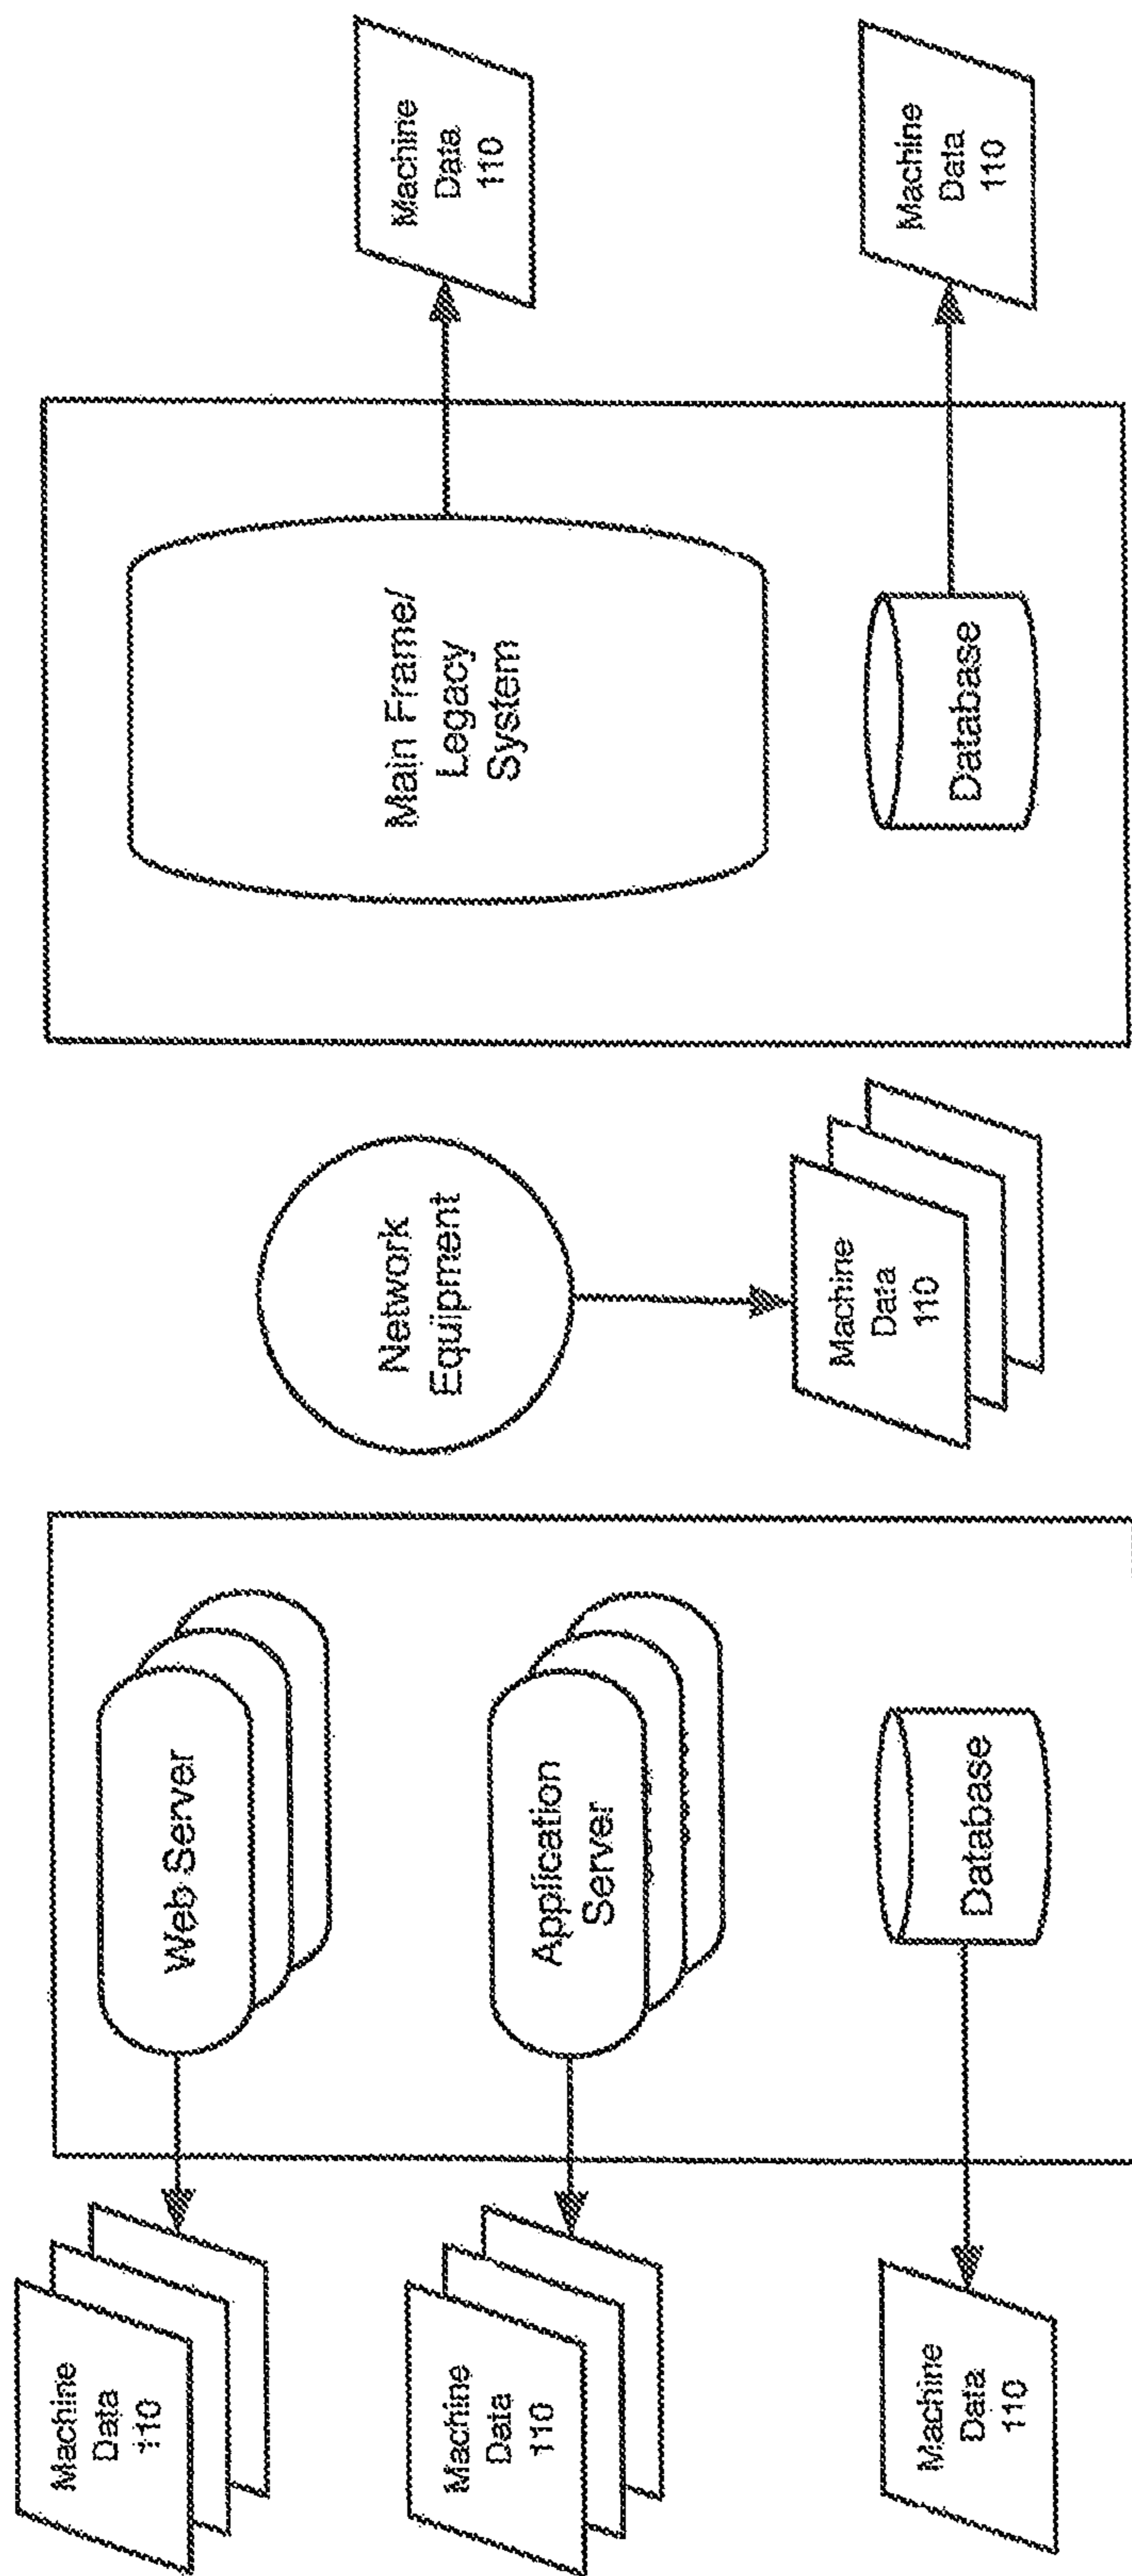 Machine
Data
110
Web Server
Machine
Data
110
Application
Server
Machine
Data
110
Database
Network
Equipment
Machine
Data
110
Main Frame/
Legacy
System
Machine
Data
110
Database
Machine
Data
110